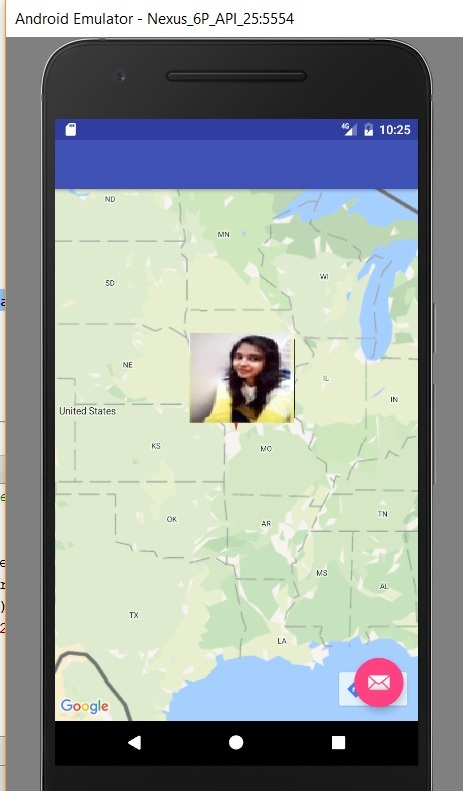 Android Emulator - Nexus_6P_API_25:5554
4G 10:25
ND
MN
SD
WI
NE
IL
IN
United States
KS
MO
OK
AR
TN
MS
AL
TX
LA
Google